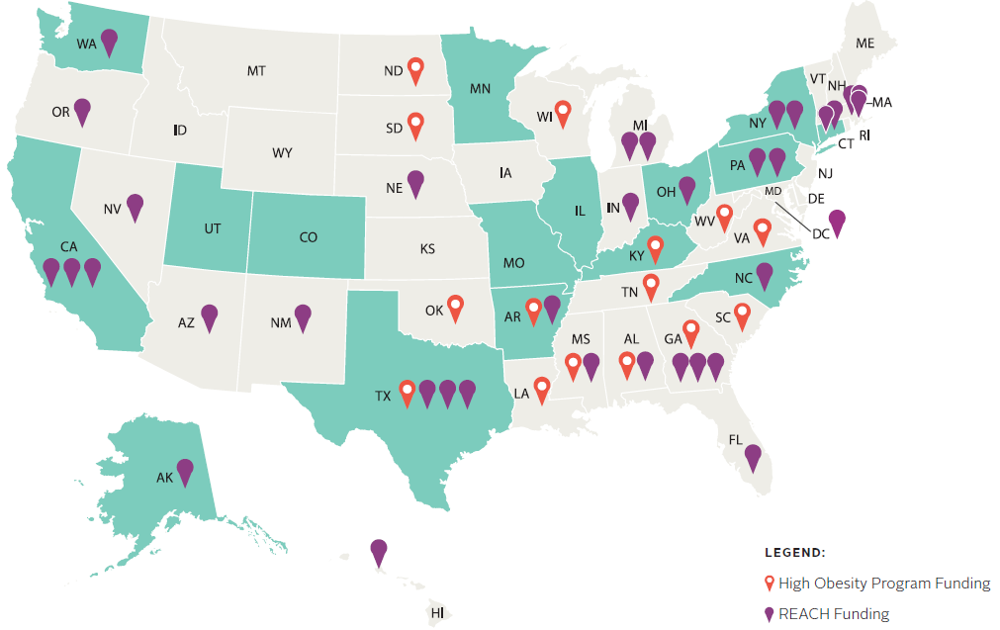 WA
MT
ND
MN
ME
VT
NH
MA
OR
ID
SD
WI
MI
NY
CT
RI
WY
IA
PA
NJ
NE
NV
UT
CO
IL
IN
OH
MD
DE
WV
VA
DC
CA
KS
MO
KY
NC
AZ
NM
OK
AR
TN
SC
MS
AL
GA
TX
LA
FL
AK
HI
LEGEND:
High Obesity Program Funding
REACH Funding